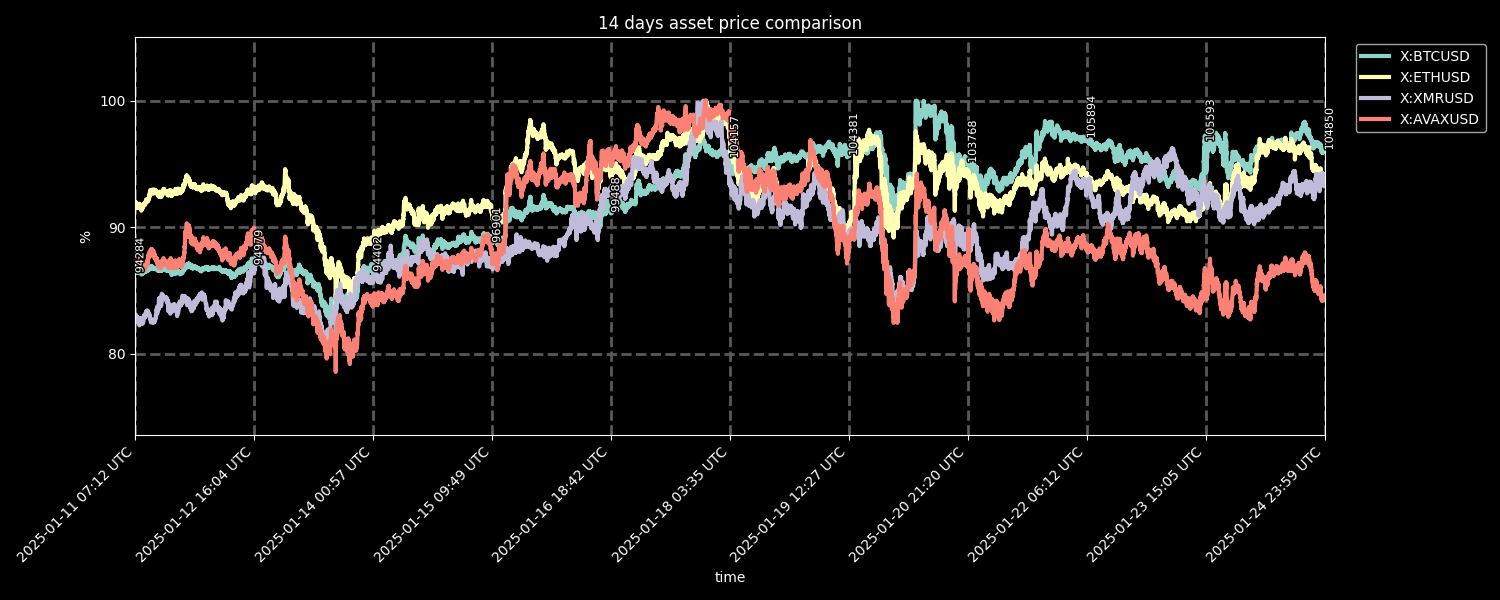 14 days asset price comparison
X:BTCUSD
X:ETHUSD
X:XMRUSD
X:AVAXUSD
100
90
80
%
94284
94979
94402
96901
99488
104157
104381
103768
105894
105593
104850
2025-01-11 07:12 UTC
2025-01-12 16:04 UTC
2025-01-14 00:57 UTC
2025-01-15 09:49 UTC
2025-01-16 18:42 UTC
2025-01-18 03:35 UTC
2025-01-19 12:27 UTC
2025-01-20 21:20 UTC
2025-01-22 06:12 UTC
2025-01-23 15:05 UTC
2025-01-24 23:59 UTC
time